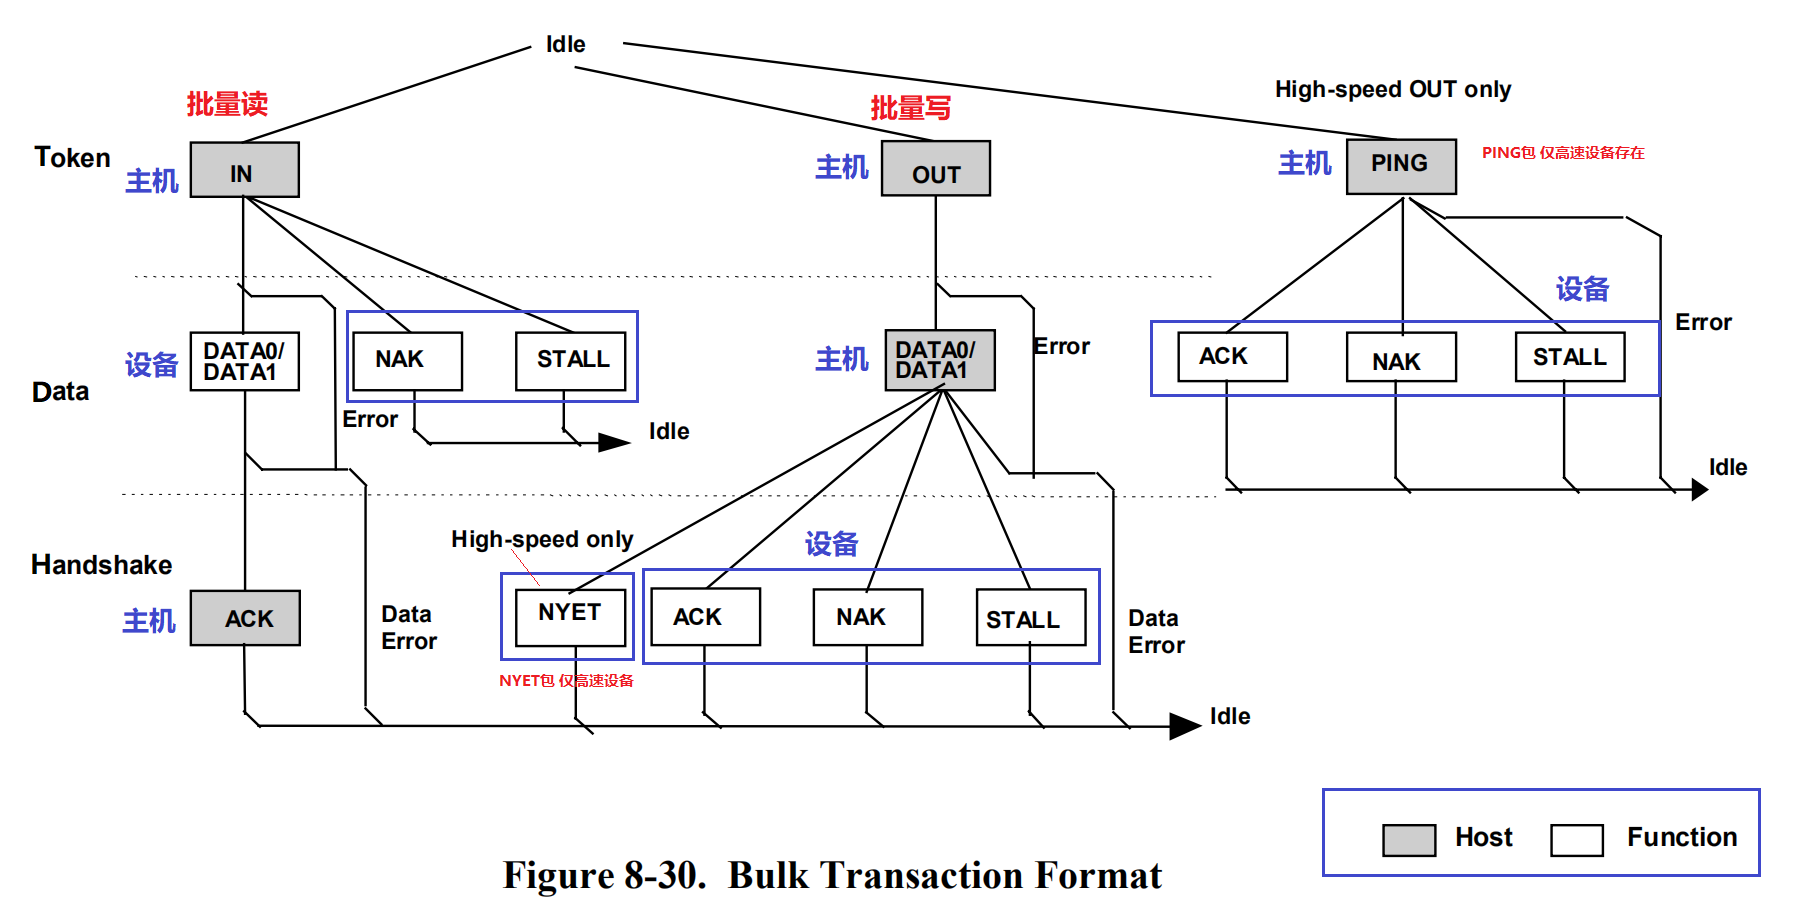 Idle
High-speed OUT only
批量读
批量写
Token
主机
IN
主机
OUT
主机
PING
PING包 仅高速设备存在
设备
Data
设备
DATA0/
DATA1
NAK
STALL
Error
Idle
主机
DATA0/
DATA1
Error
ACK
NAK
STALL
Error
Idle
High-speed only
设备
Handshake
主机
ACK
Data
Error
NYET
ACK
NAK
STALL
Data
Error
NYET包 仅高速设备
Idle
Host
Function
Figure 8-30. Bulk Transaction Format